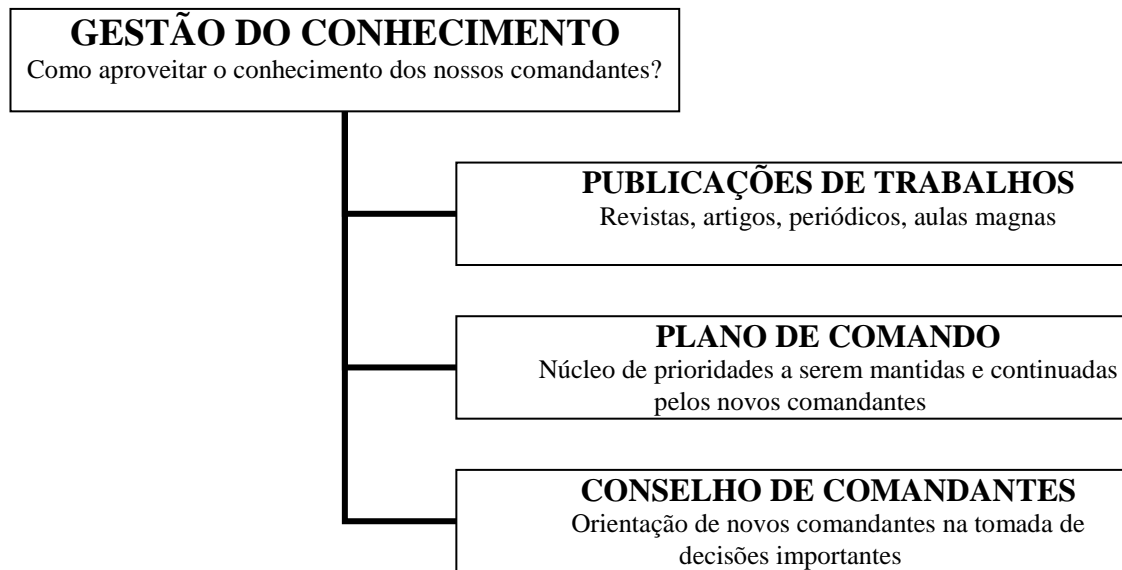 GESTÃO DO CONHECIMENTO
Como aproveitar o conhecimento dos nossos comandantes?
PUBLICAÇÕES DE TRABALHOS
Revistas, artigos, periódicos, aulas magnas
PLANO DE COMANDO
Núcleo de prioridades a serem mantidas e continuadas
pelos novos comandantes
CONSELHO DE COMANDANTES
Orientação de novos comandantes na tomada de
decisões importantes